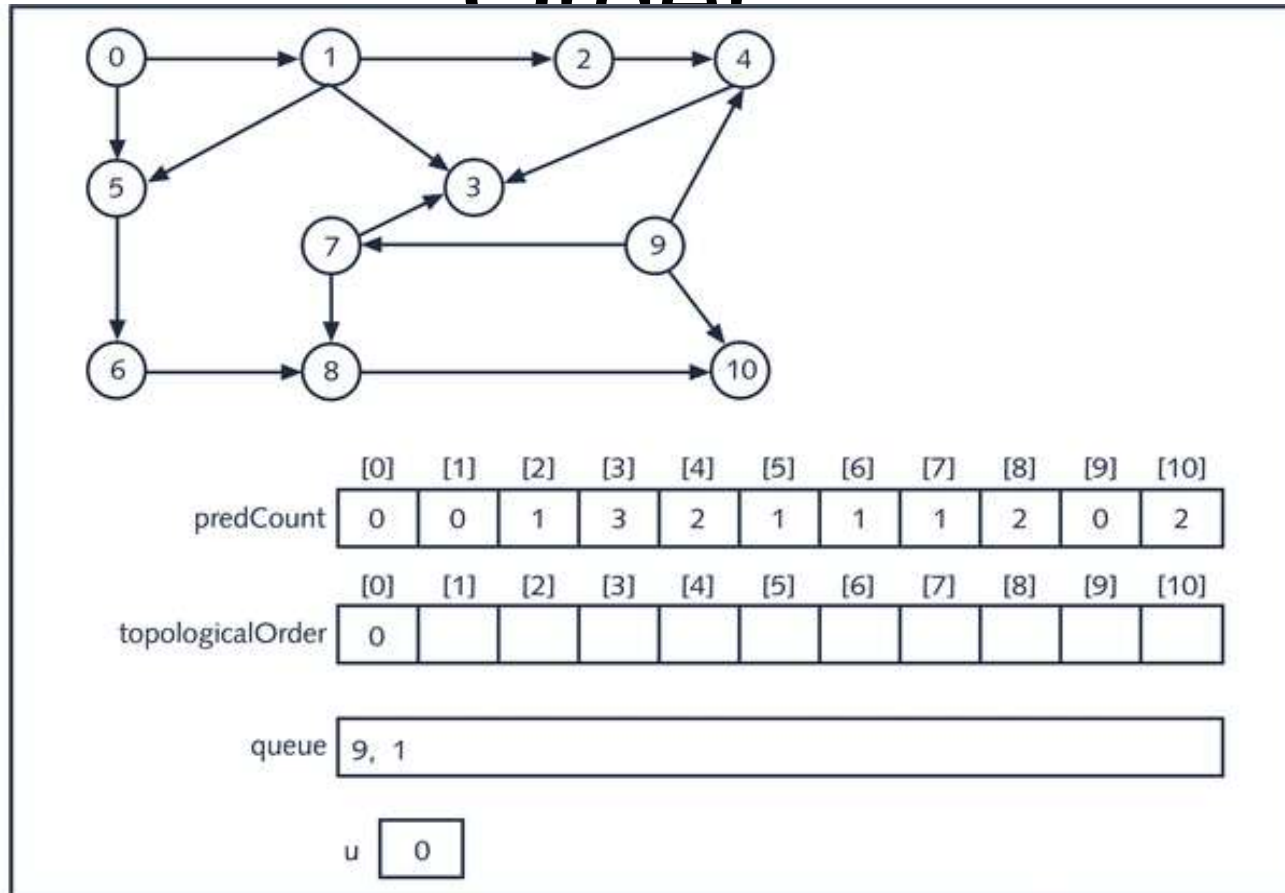 0 1 2 4
5 3
7 9
6 8 10
[0] [1] [2] [3] [4] [5] [6] [7] [8] [9] [10]
predCount 0 0 1 3 2 1 1 1 2 0 2
[0] [1] [2] [3] [4] [5] [6] [7] [8] [9] [10]
topologicalOrder 0
queue 9, 1
u 0